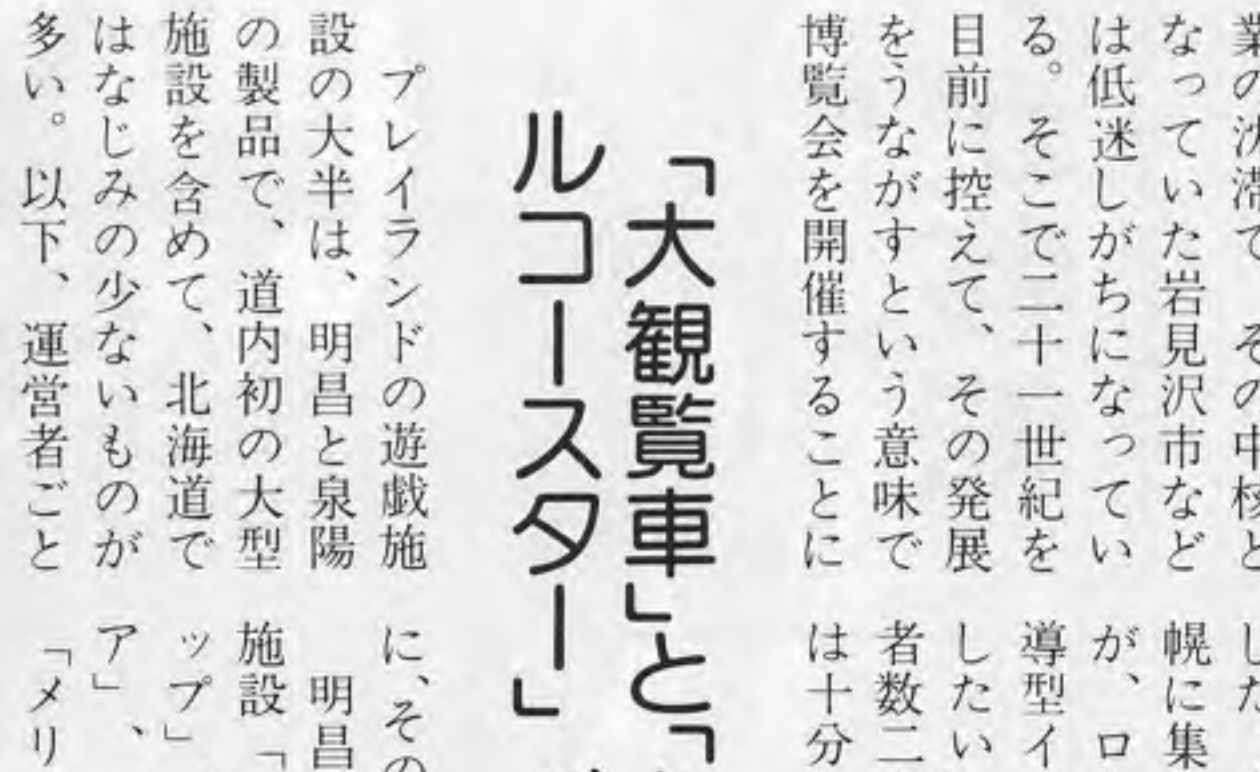 業の沈滞で、その中核と
なっていた岩見沢市など
は低迷しがちになってい
る。そこで二十一世紀を
目前に控えて、その発展
をうながすという意味で
博覧会を開催することに
した
幌に集
が、ロ
導型イ
したい
者数二
は十分
「大観覧車」と「
ルコースター」
プレイランドの遊戯施
設の大半は、明昌と泉陽
の製品で、道内初の大型
施設を含めて、北海道で
はなじみの少ないものが
多い。以下、運営者ごと
に、その
明昌
施設「
ップ」
ア」、
「メリ